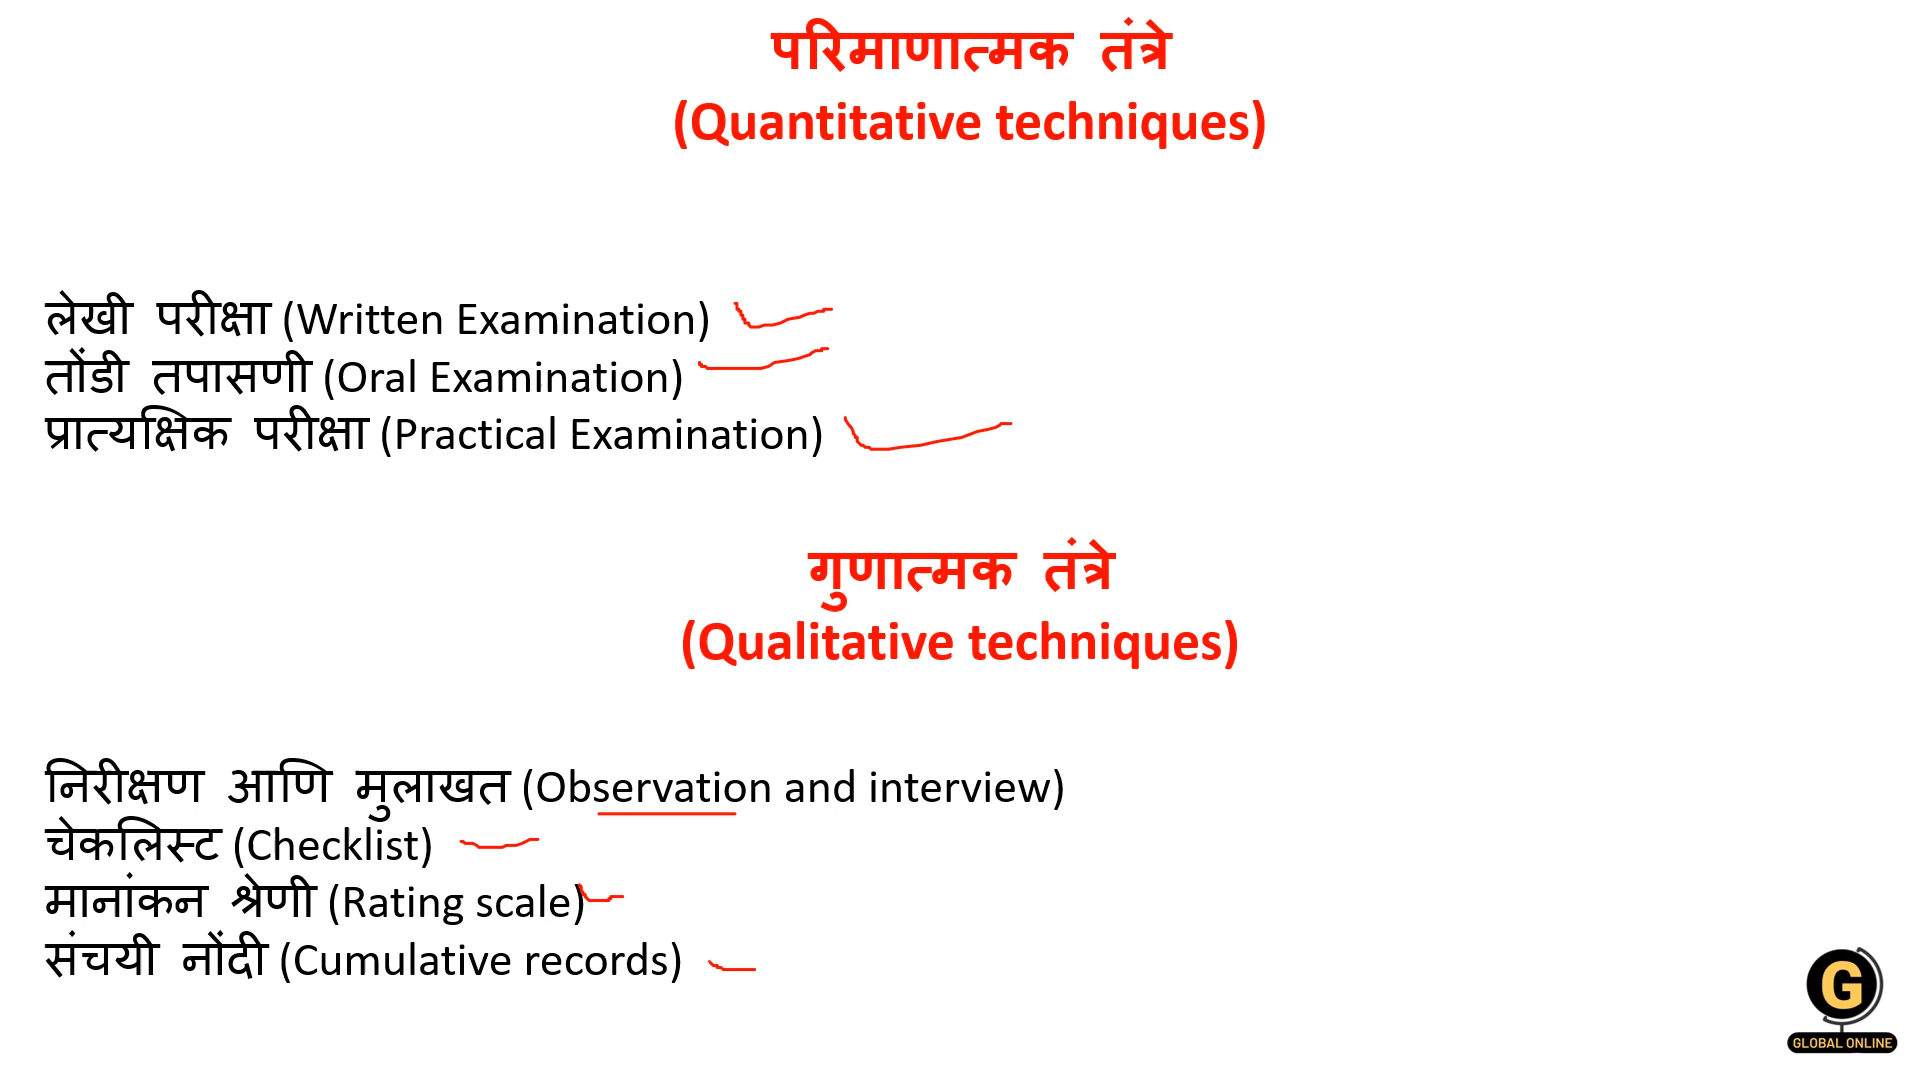 परिमाणात्मक तंत्रे
(Quantitative techniques)
लेखी परीक्षा (Written Examination)
तोंडी तपासणी (Oral Examination)
प्रात्यक्षिक परीक्षा (Practical Examination)
गुणात्मक तंत्रे
(Qualitative techniques)
निरीक्षण आणि मुलाखत (Observation and interview)
चेकलिस्ट (Checklist)
मानांकन श्रेणी (Rating scale)
संचयी नोंदी (Cumulative records)
G
GLOBAL ONLINE